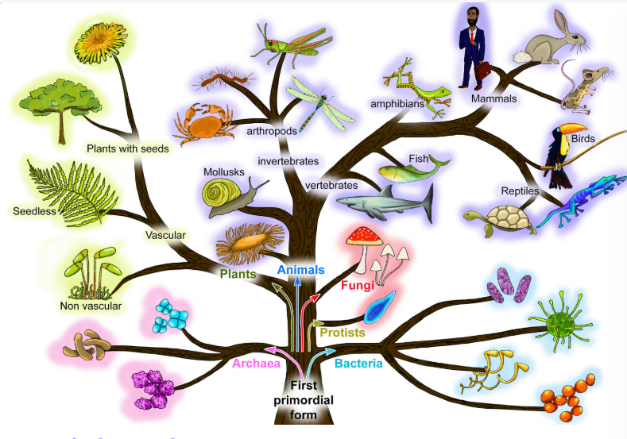 amphibians
Mammals
Plants with seeds
arthropods
Birds
invertebrates
Fish
Mollusks
vertebrates
Reptiles
Seedless
Vascular
Plants
Animals
Fungi
Non vascular
Protists
Archaea
Bacteria
First
primordial
form